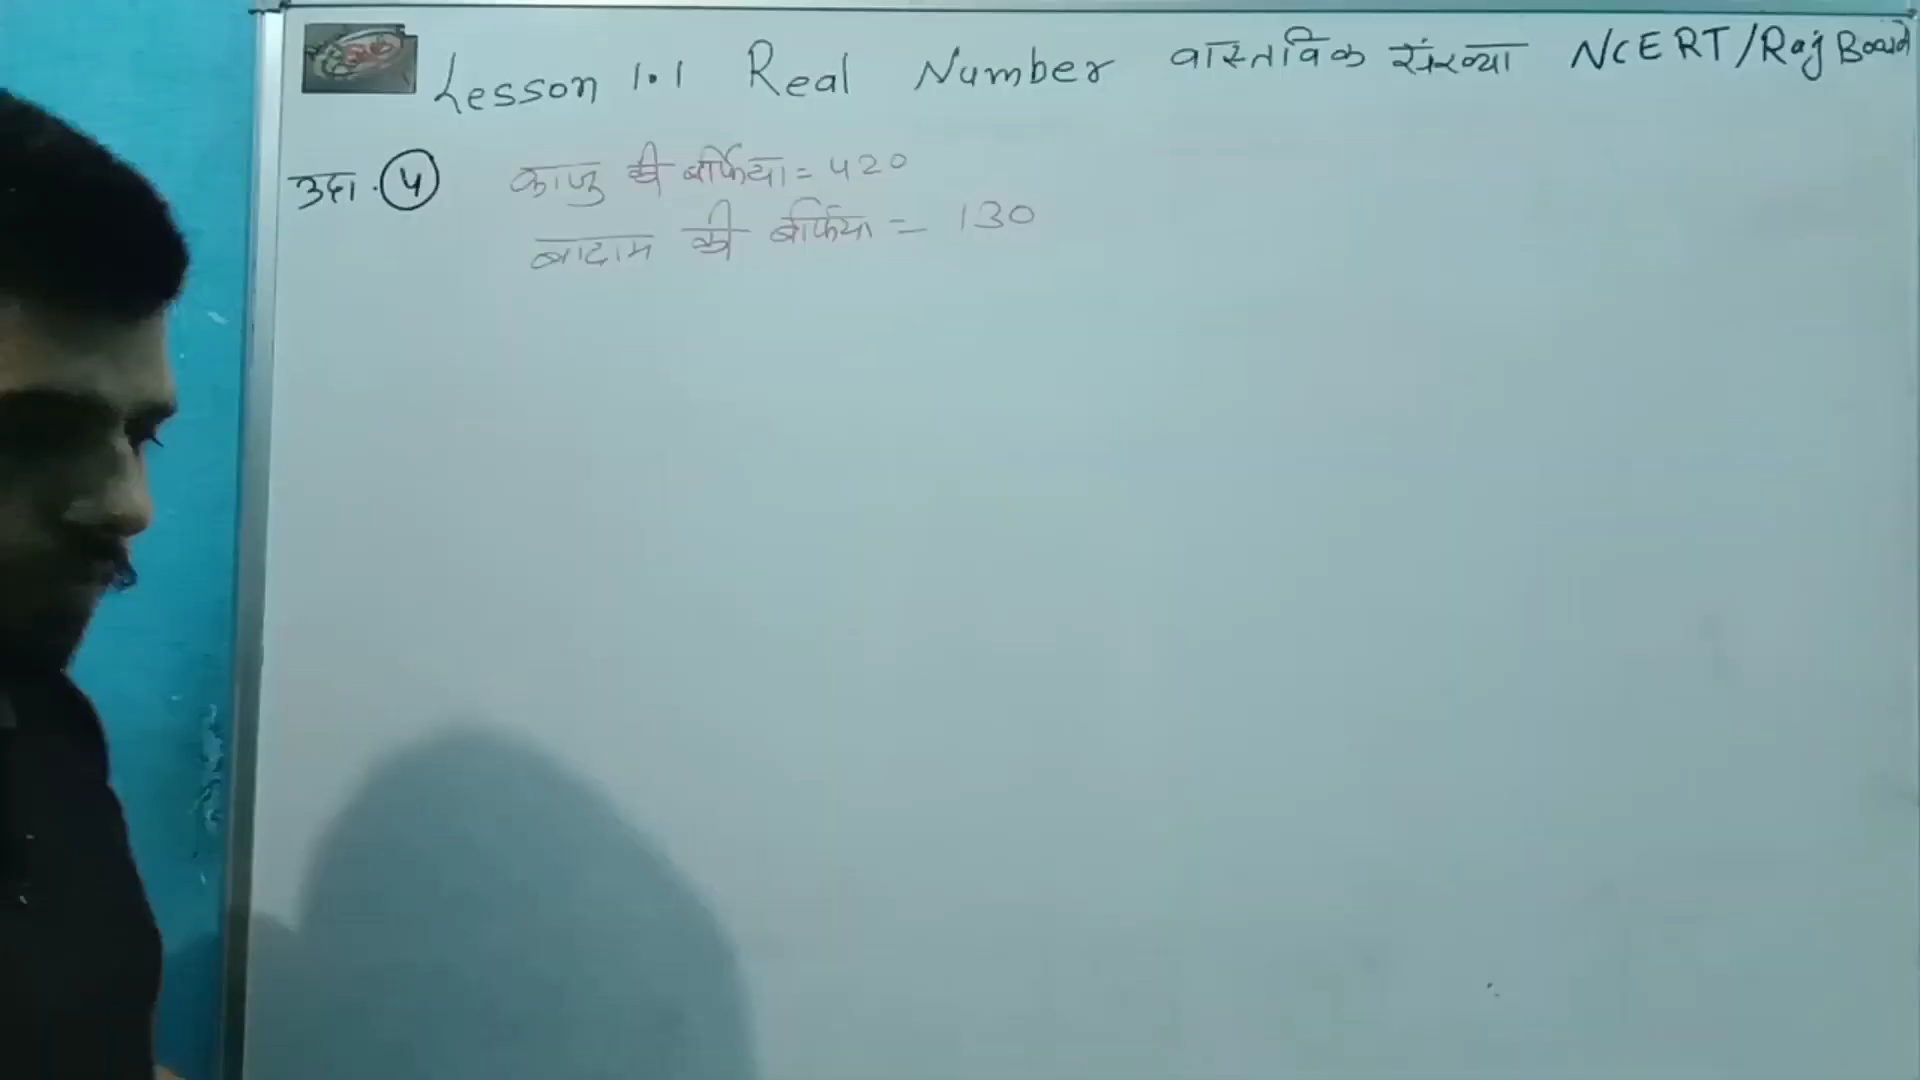 Lesson 1.1 Real Number वास्तविक संख्या NCERT/Raj Board
उदा. 4 काजु की बर्फिया = 420
बादाम की बर्फिया = 130